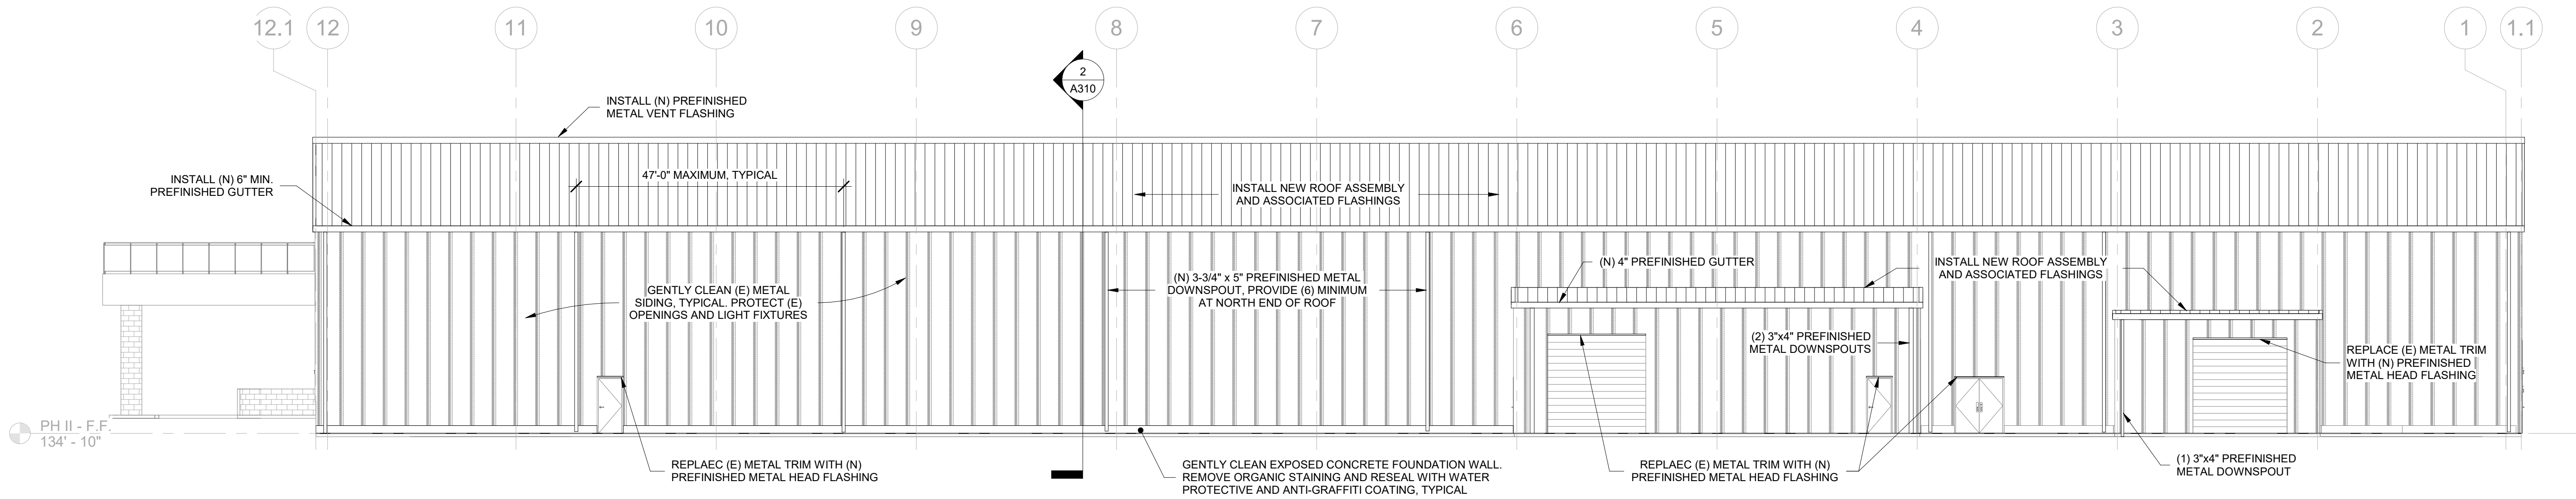 12.1
12
11
10
9
8
7
6
5
4
3
2
1
1.1
2
A310
INSTALL (N) PREFINISHED
METAL VENT FLASHING
INSTALL (N) 6" MIN.
PREFINISHED GUTTER
47'-0" MAXIMUM, TYPICAL
INSTALL NEW ROOF ASSEMBLY
AND ASSOCIATED FLASHINGS
GENTLY CLEAN (E) METAL
SIDING, TYPICAL. PROTECT (E)
OPENINGS AND LIGHT FIXTURES
(N) 3-3/4" x 5" PREFINISHED METAL
DOWNSPOUT, PROVIDE (6) MINIMUM
AT NORTH END OF ROOF
(N) 4" PREFINISHED GUTTER
INSTALL NEW ROOF ASSEMBLY
AND ASSOCIATED FLASHINGS
(2) 3"x4" PREFINISHED
METAL DOWNSPOUTS
REPLACE (E) METAL TRIM
WITH (N) PREFINISHED
METAL HEAD FLASHING
PH II - F.F.
134' - 10"
REPLAEC (E) METAL TRIM WITH (N)
PREFINISHED METAL HEAD FLASHING
GENTLY CLEAN EXPOSED CONCRETE FOUNDATION WALL.
REMOVE ORGANIC STAINING AND RESEAL WITH WATER
PROTECTIVE AND ANTI-GRAFFITI COATING, TYPICAL
REPLAEC (E) METAL TRIM WITH (N)
PREFINISHED METAL HEAD FLASHING
(1) 3"x4" PREFINISHED
METAL DOWNSPOUT